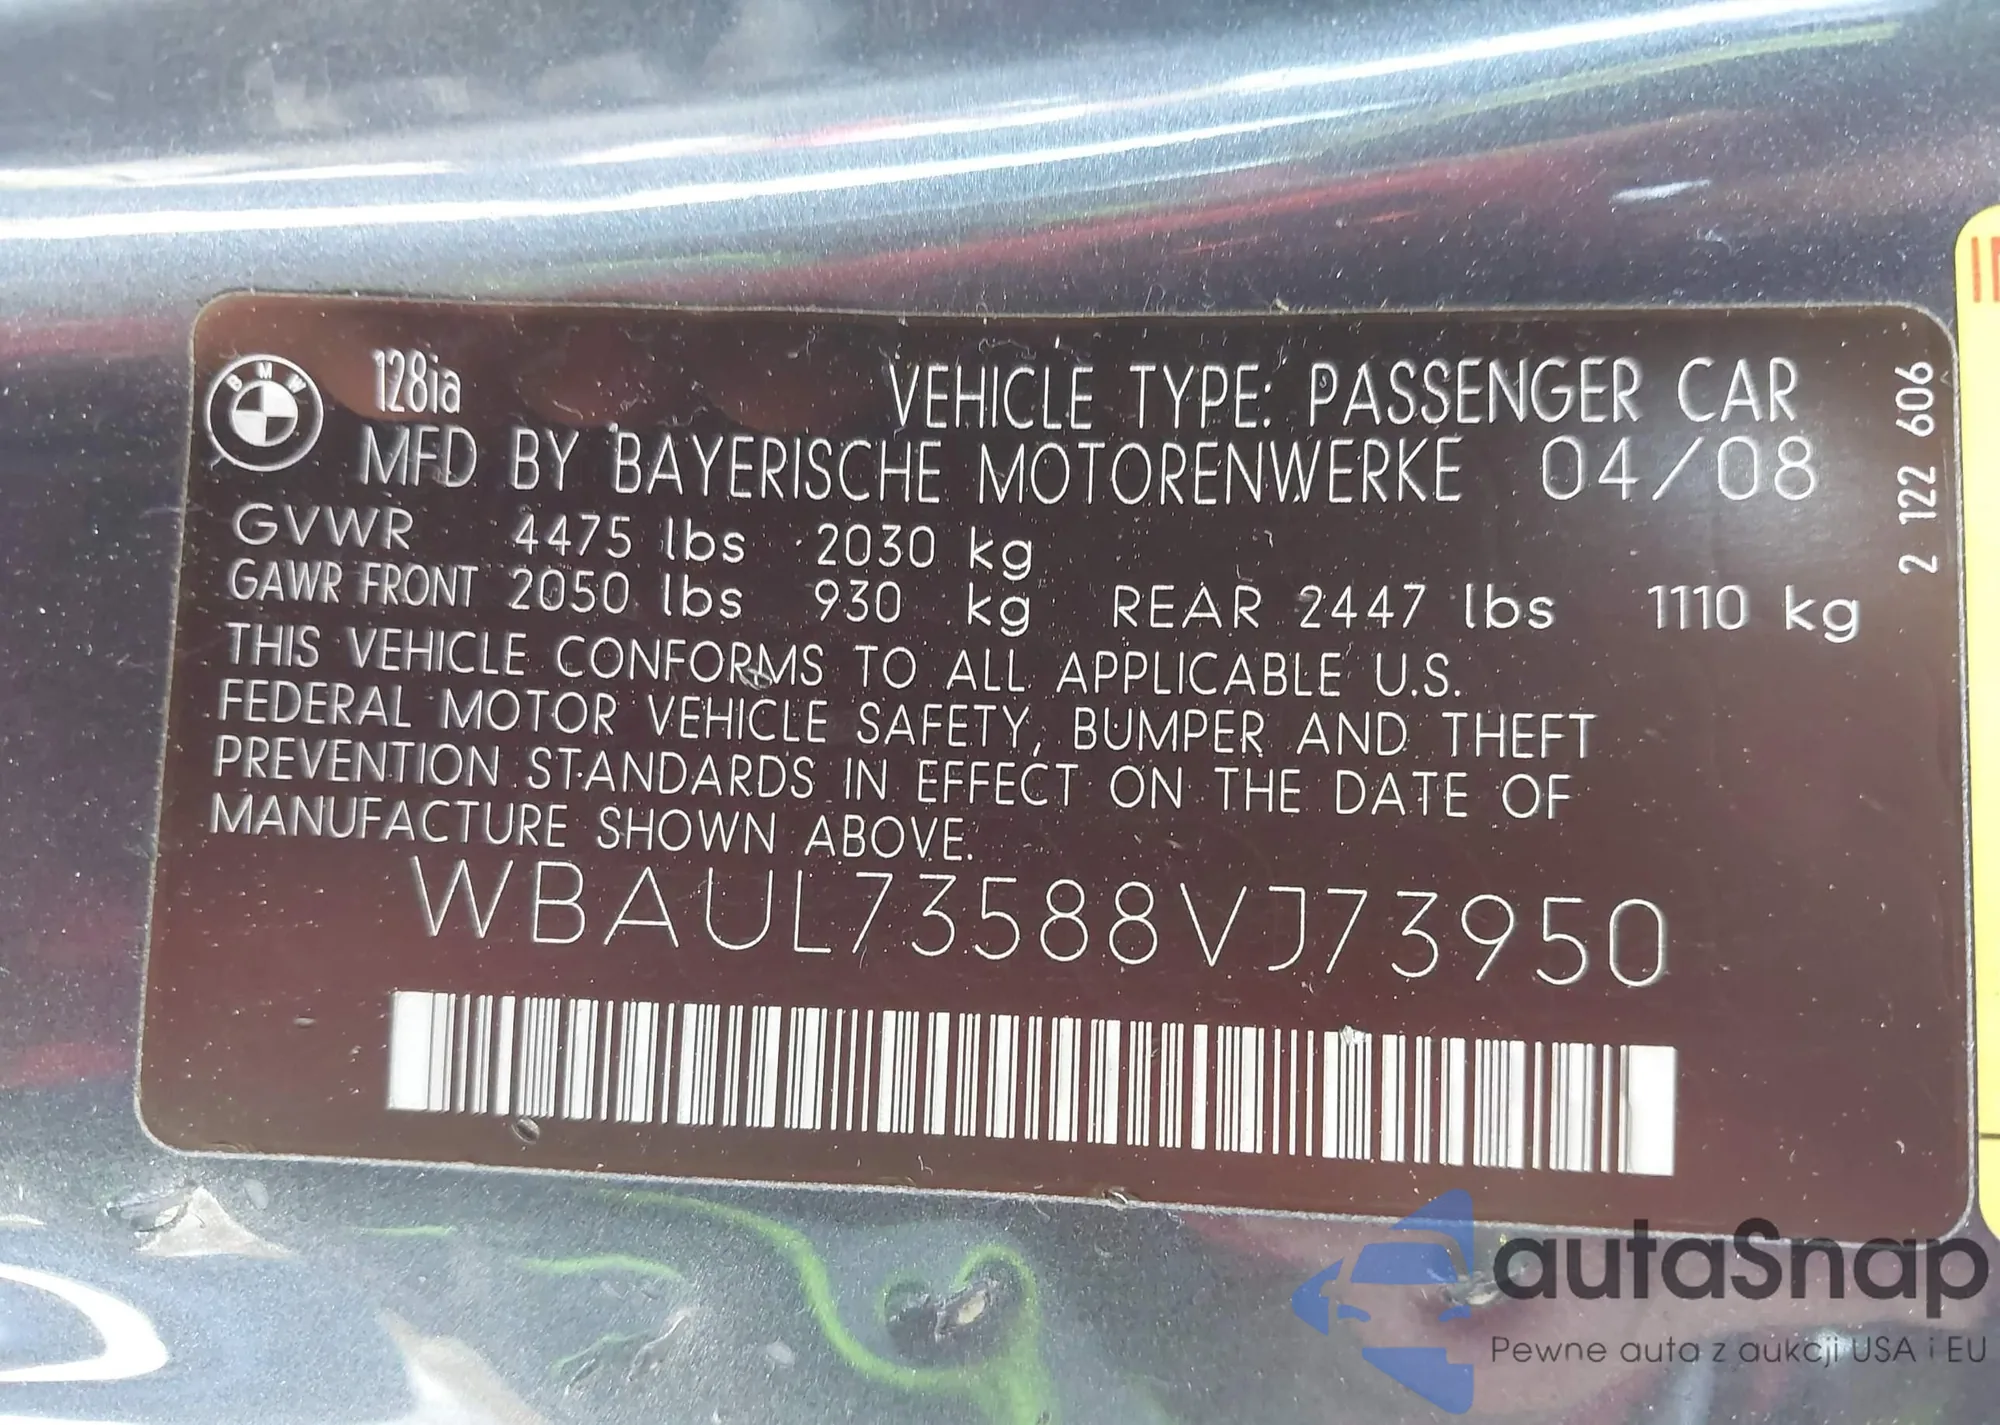 BMW
128ia
VEHICLE TYPE: PASSENGER CAR
MFD BY BAYERISCHE MOTORENWERKE 04/08
GVWR 4475 lbs 2030 kg
GAWR FRONT 2050 lbs 930 kg REAR 2447 lbs 1110 kg
THIS VEHICLE CONFORMS TO ALL APPLICABLE U.S.
FEDERAL MOTOR VEHICLE SAFETY, BUMPER AND THEFT
PREVENTION STANDARDS IN EFFECT ON THE DATE OF
MANUFACTURE SHOWN ABOVE.
WBAUL73588VJ73950
2 122 606
autaSnap
Pewne auta z aukcji USA i EU